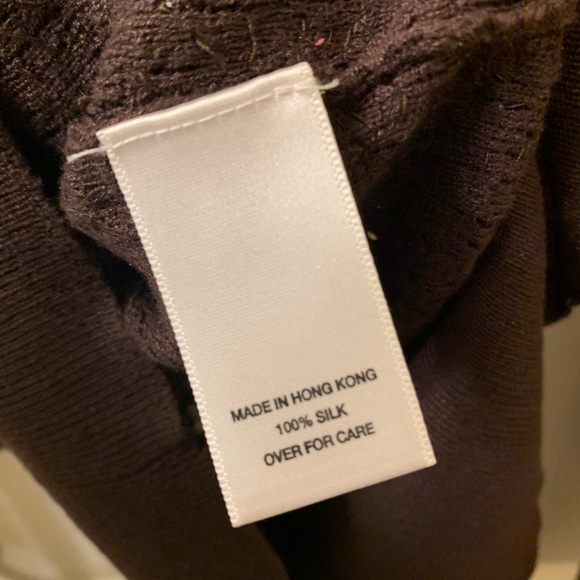 MADE IN HONG KONG
100% SILK
OVER FOR CARE